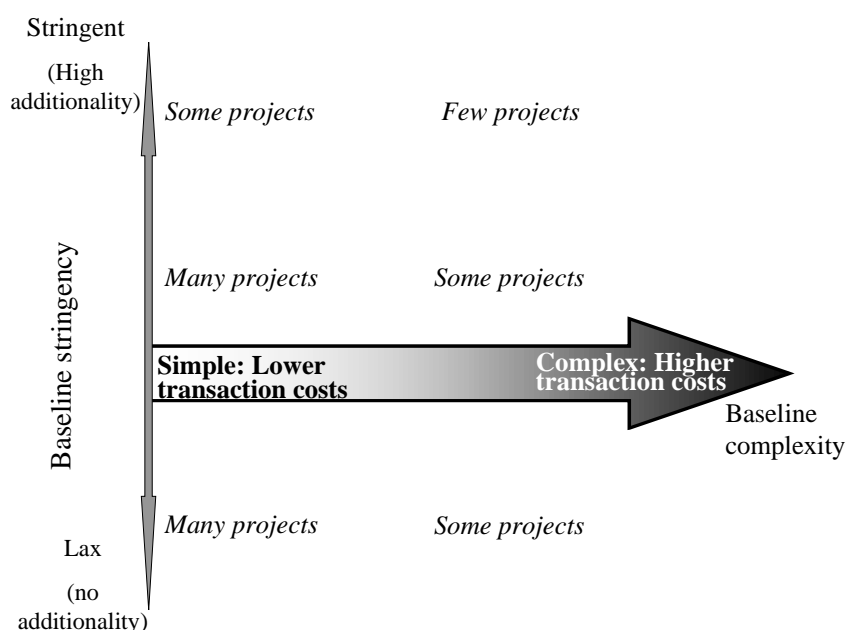 Stringent
(High
additionality)
Some projects
Few projects
Baseline stringency
Many projects
Some projects
Simple: Lower
transaction costs
Complex: Higher
transaction costs
Baseline
complexity
Many projects
Some projects
Lax
(no
additionality)